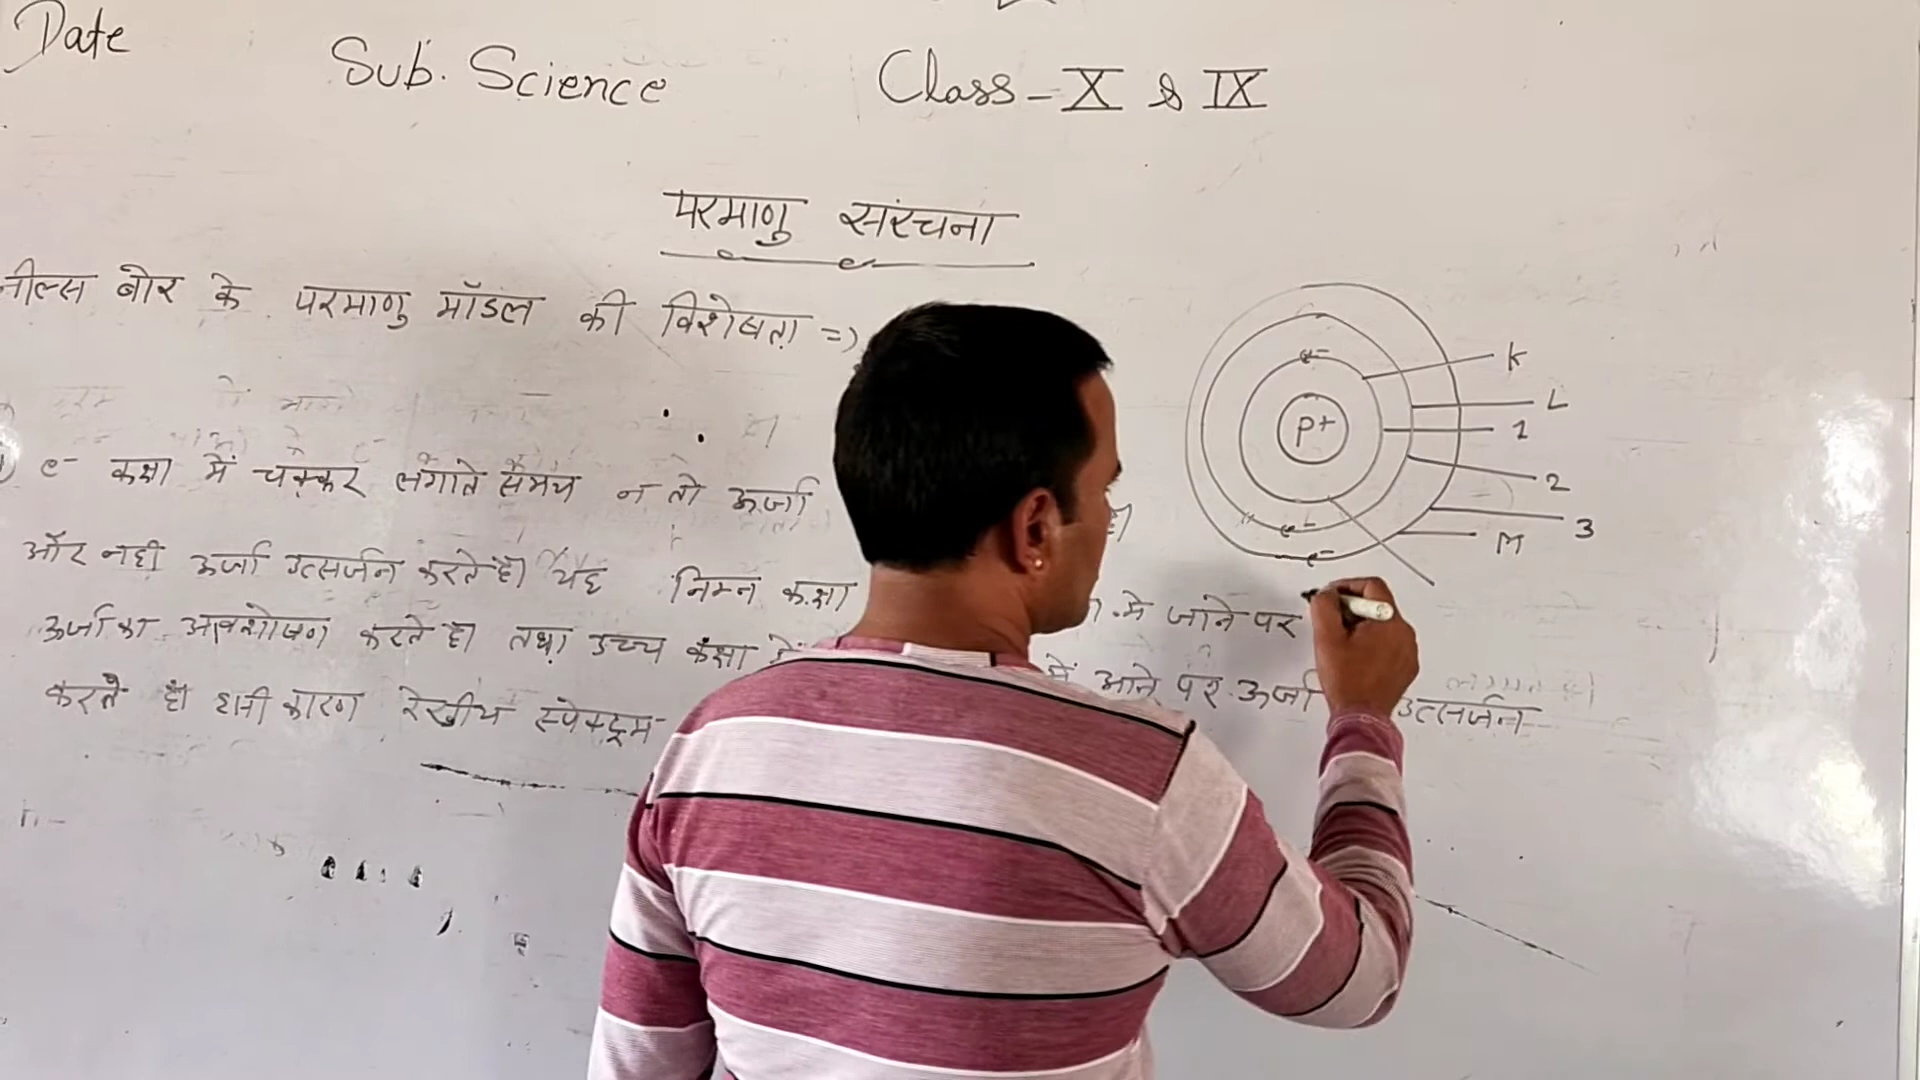 Date Sub. Science Class - X & IX
परमाणु संरचना
नील्स बोर के परमाणु मॉडल की विशेषता =>
e- कक्षा में चक्कर लगाते समय न तो ऊर्जा
और नही ऊर्जा उत्सर्जन करते है। यह निम्न कक्षा में जाने पर
ऊर्जा का अवशोषण करते है। तथा उच्च कक्षा में आने पर ऊर्जा उत्सर्जन
करते है। इसी कारण रेखीय स्पेक्ट्रम
K
e-
L
P+
1
2
3
e-
M
e-